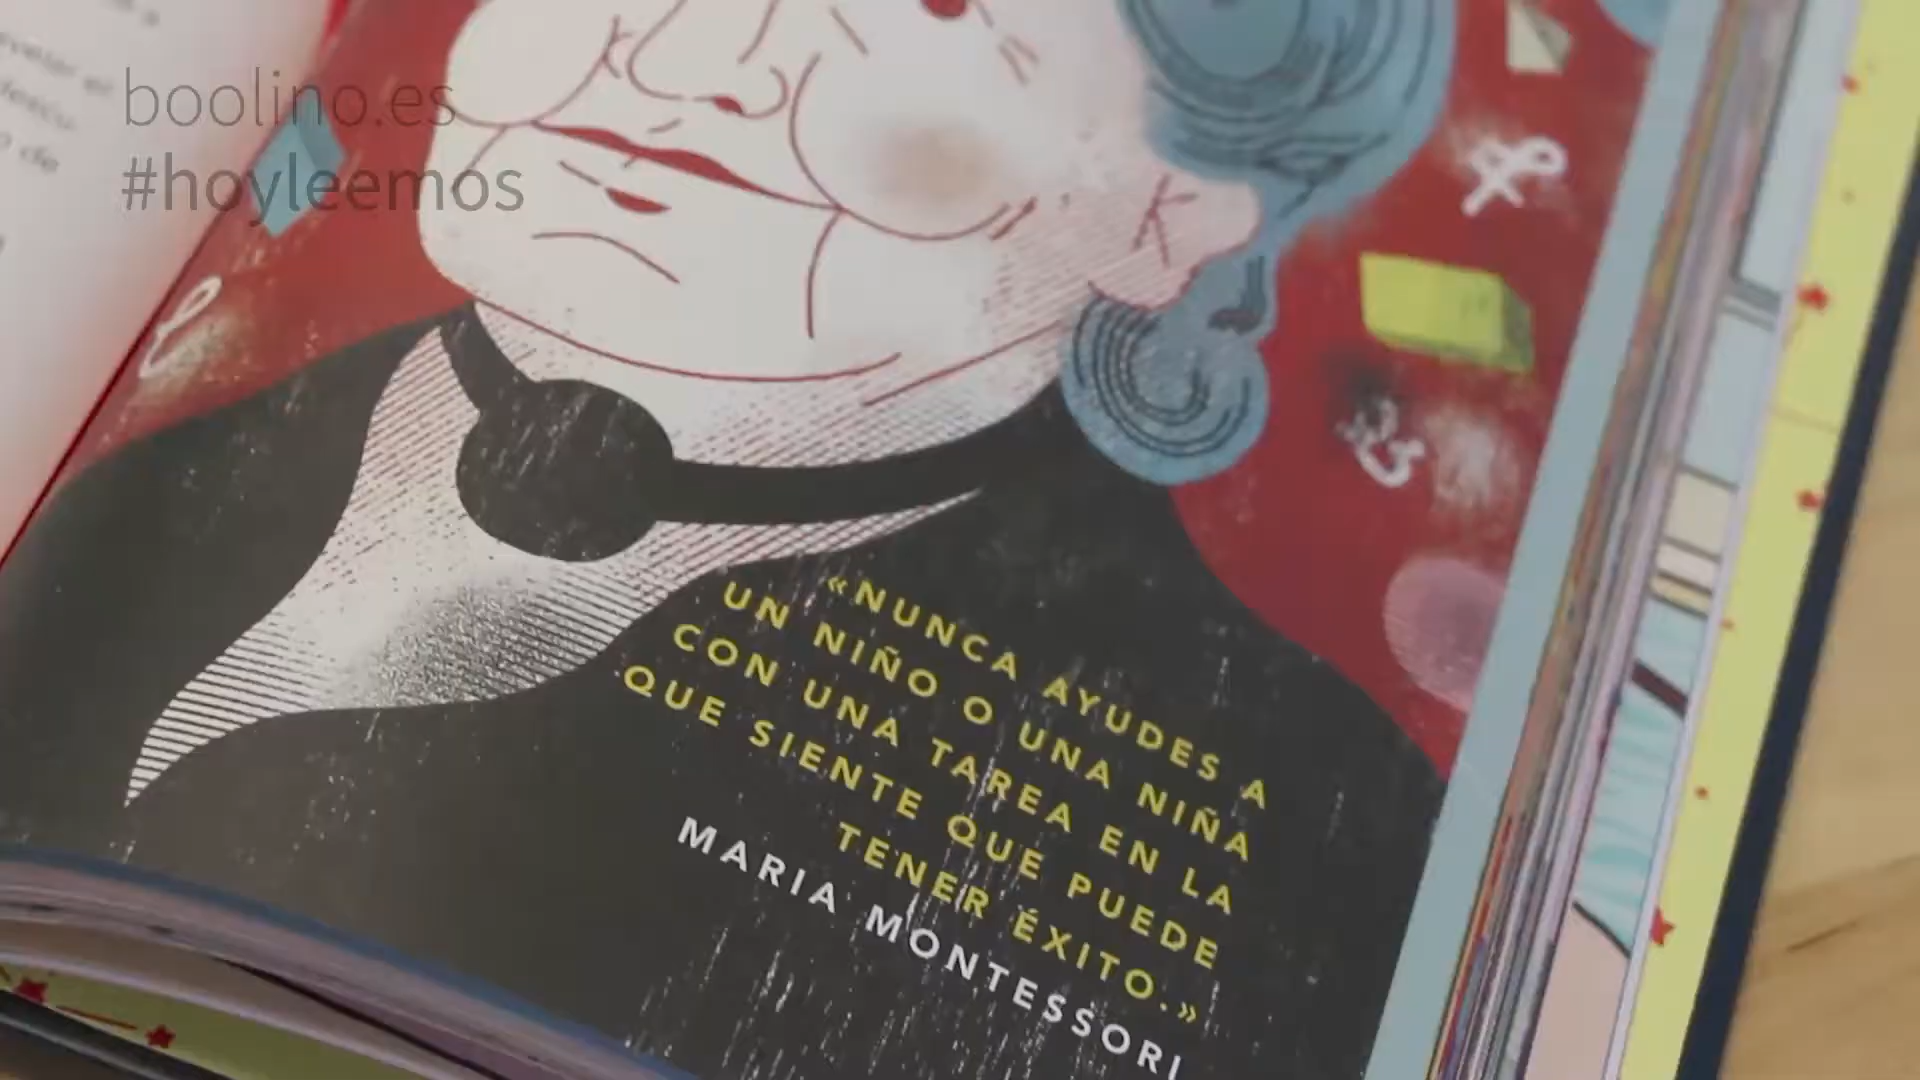 boolino.es
#hoyleemos
«NUNCA AYUDES A
UN NIÑO O UNA NIÑA
CON UNA TAREA EN LA
QUE SIENTE QUE PUEDE
TENER ÉXITO.»
MARIA MONTESSORI